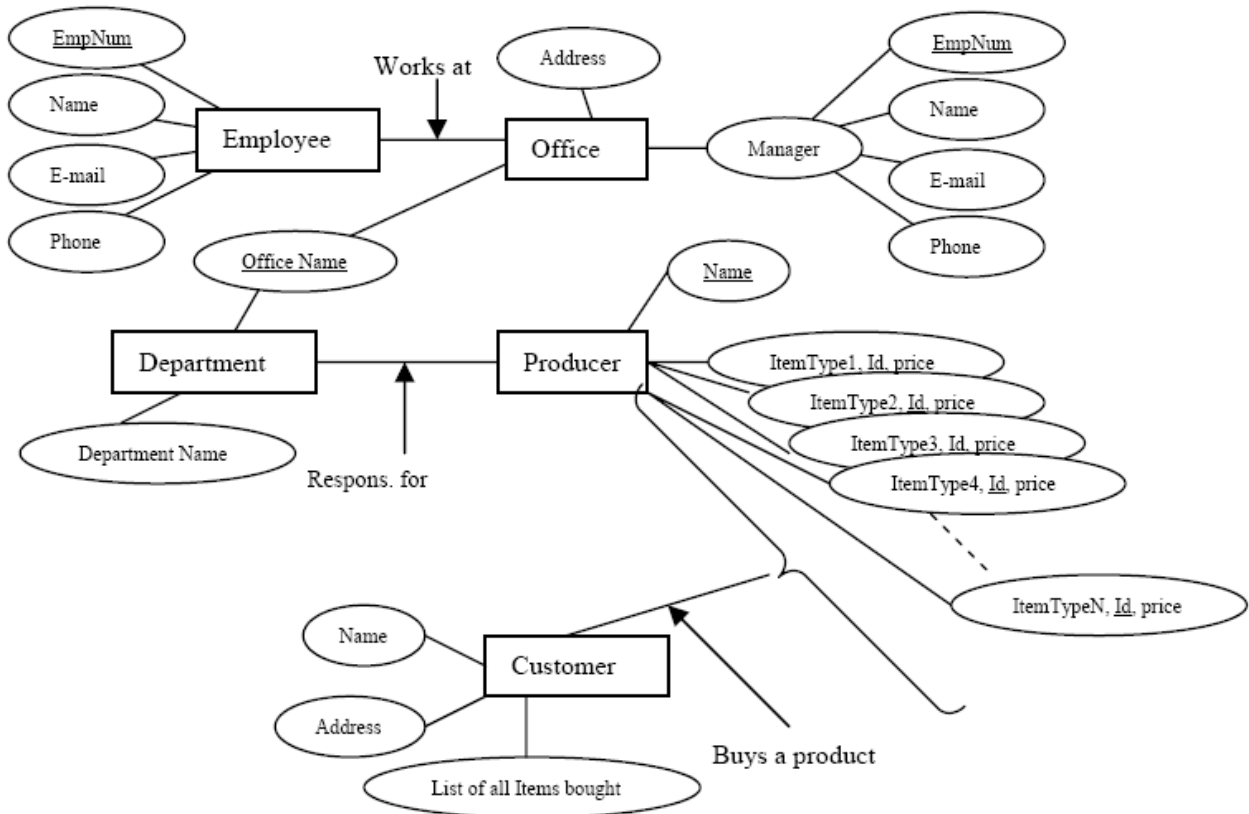 EmpNum
Name
E-mail
Phone
Employee
Works at
Address
Office
Manager
EmpNum
Name
E-mail
Phone
Office Name
Department
Department Name
Respons. for
Producer
Name
ItemType1, Id, price
ItemType2, Id, price
ItemType3, Id, price
ItemType4, Id, price
ItemTypeN, Id, price
Name
Customer
Address
List of all Items bought
Buys a product